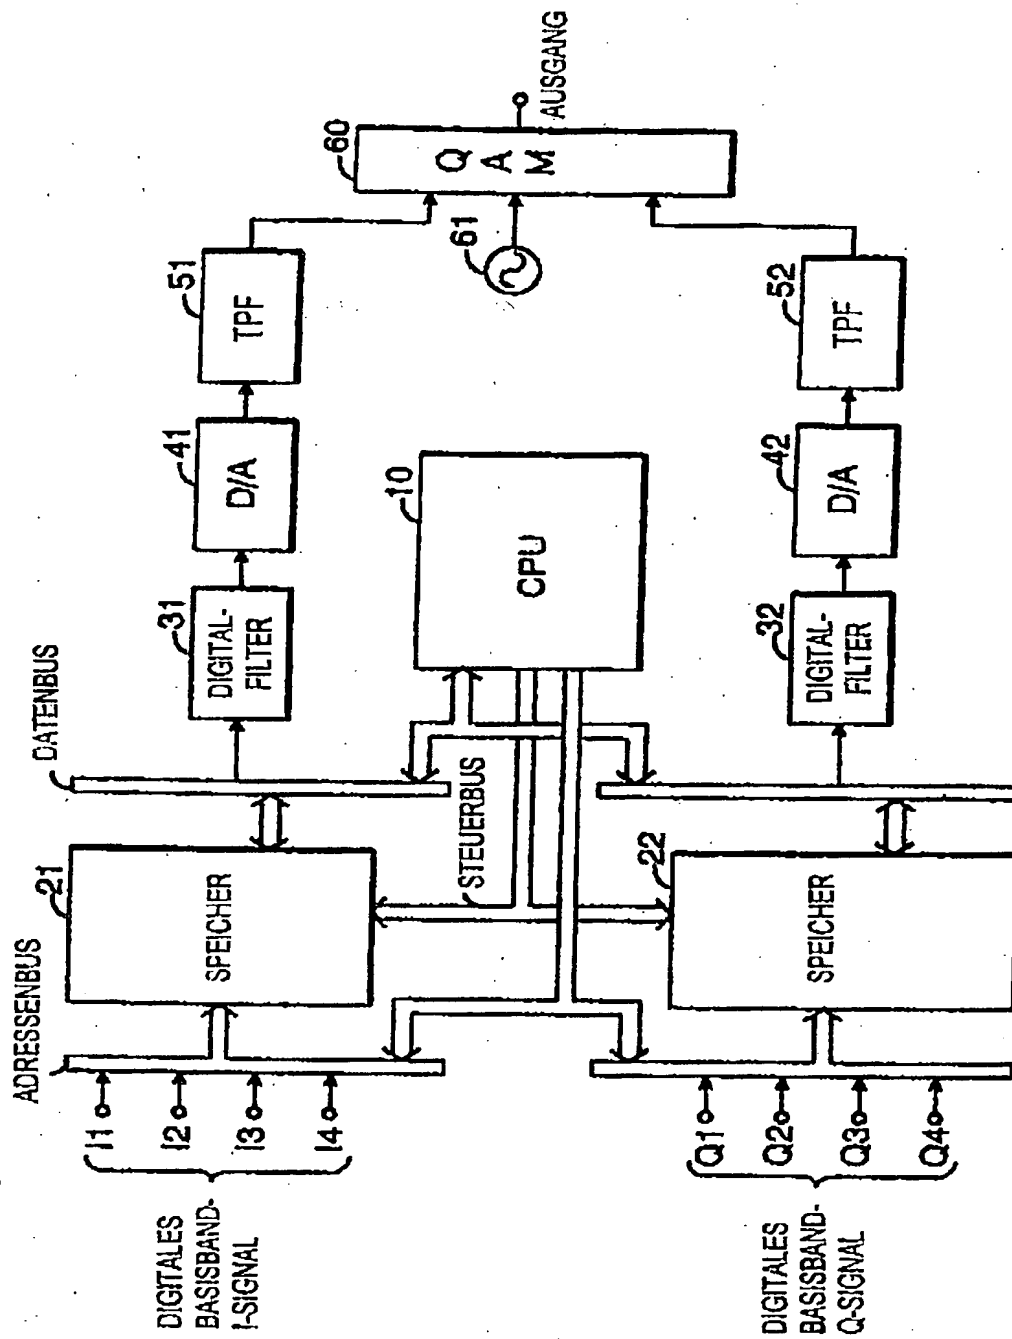 ADRESSENBUS
21
SPEICHER
DATENBUS
31
DIGITAL-
FILTER
41
D/A
51
TPF
60
QAM
AUSGANG
61
I1
I2
I3
I4
DIGITALES
BASISBAND-
I-SIGNAL
STEUERBUS
10
CPU
22
SPEICHER
32
DIGITAL-
FILTER
42
D/A
52
TPF
Q1
Q2
Q3
Q4
DIGITALES
BASISBAND-
Q-SIGNAL